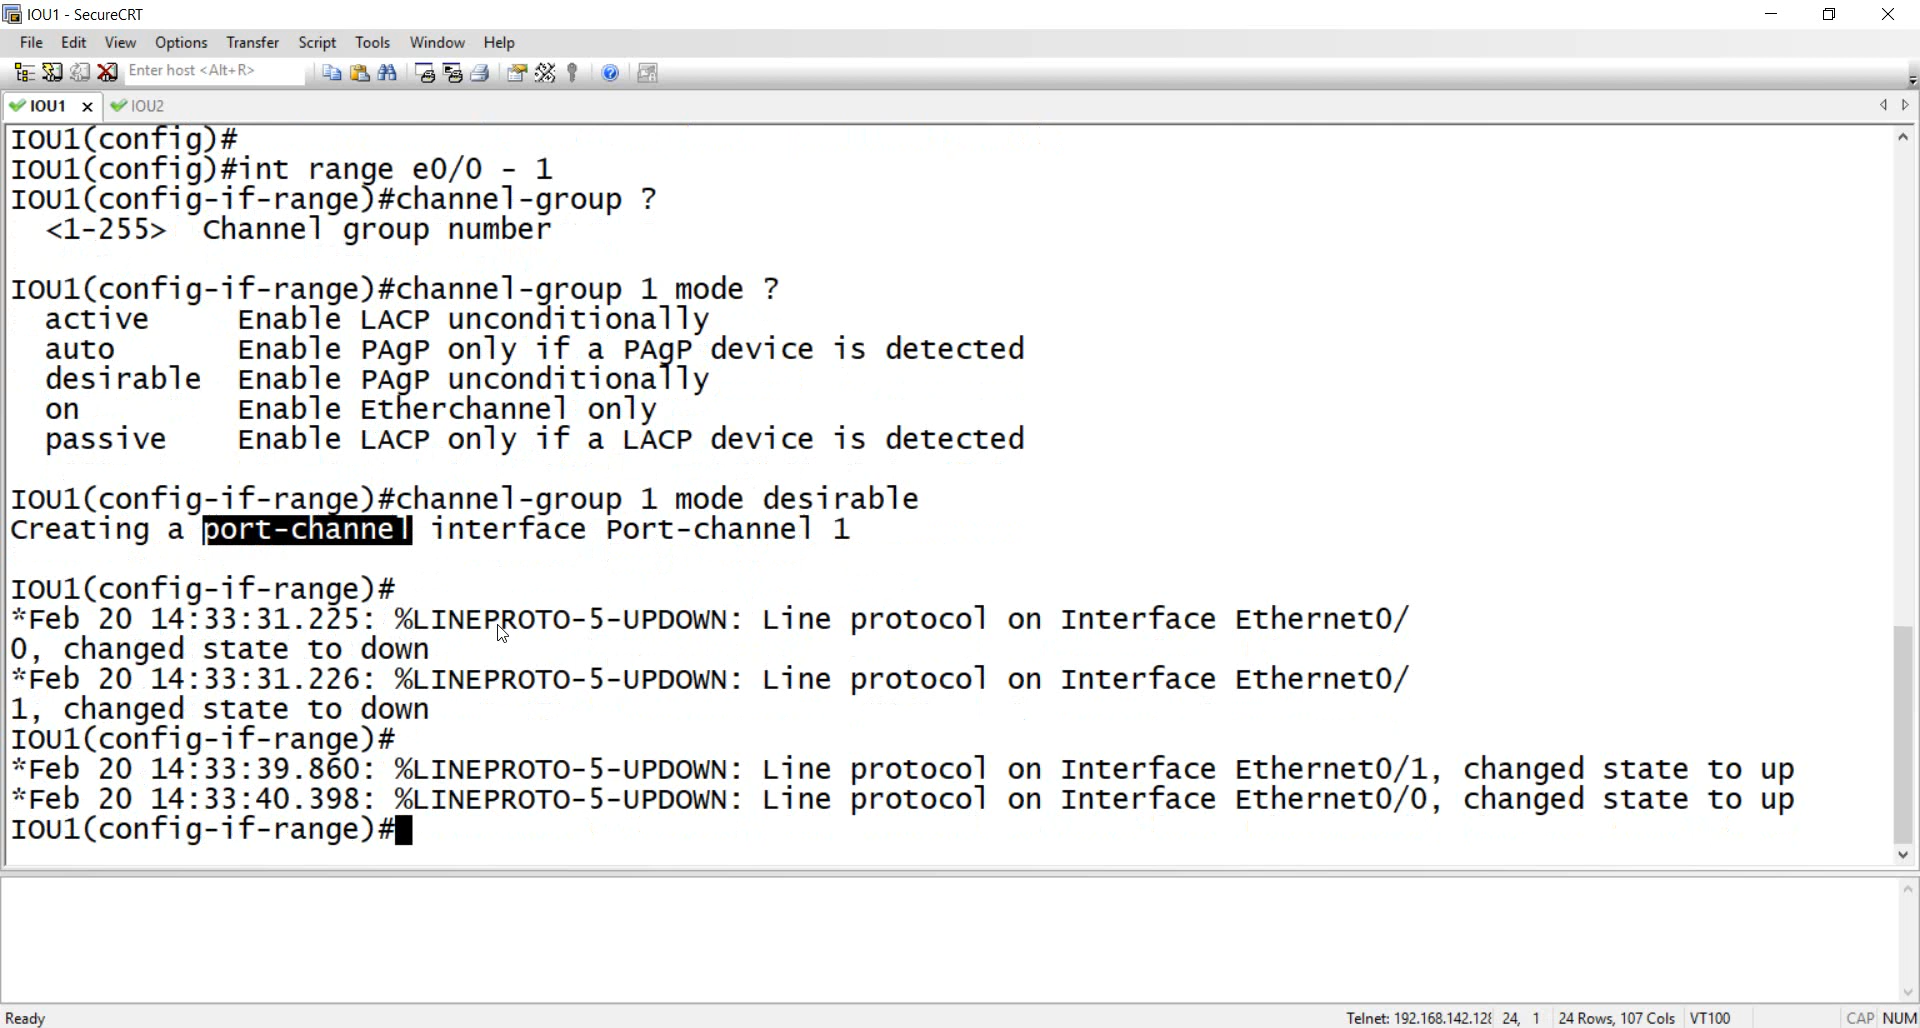 IOU1 - SecureCRT
File Edit View Options Transfer Script Tools Window Help
Enter host <Alt+R>
IOU1 IOU2
IOU1(config)#
IOU1(config)#int range e0/0 - 1
IOU1(config-if-range)#channel-group ?
<1-255> Channel group number
IOU1(config-if-range)#channel-group 1 mode ?
active Enable LACP unconditionally
auto Enable PAgP only if a PAgP device is detected
desirable Enable PAgP unconditionally
on Enable Etherchannel only
passive Enable LACP only if a LACP device is detected
IOU1(config-if-range)#channel-group 1 mode desirable
Creating a port-channel interface Port-channel 1
IOU1(config-if-range)#
*Feb 20 14:33:31.225: %LINEPROTO-5-UPDOWN: Line protocol on Interface Ethernet0/
0, changed state to down
*Feb 20 14:33:31.226: %LINEPROTO-5-UPDOWN: Line protocol on Interface Ethernet0/
1, changed state to down
IOU1(config-if-range)#
*Feb 20 14:33:39.860: %LINEPROTO-5-UPDOWN: Line protocol on Interface Ethernet0/1, changed state to up
*Feb 20 14:33:40.398: %LINEPROTO-5-UPDOWN: Line protocol on Interface Ethernet0/0, changed state to up
IOU1(config-if-range)#
Ready Telnet: 192.168.142.128 24, 1 24 Rows, 107 Cols VT100 CAP NUM